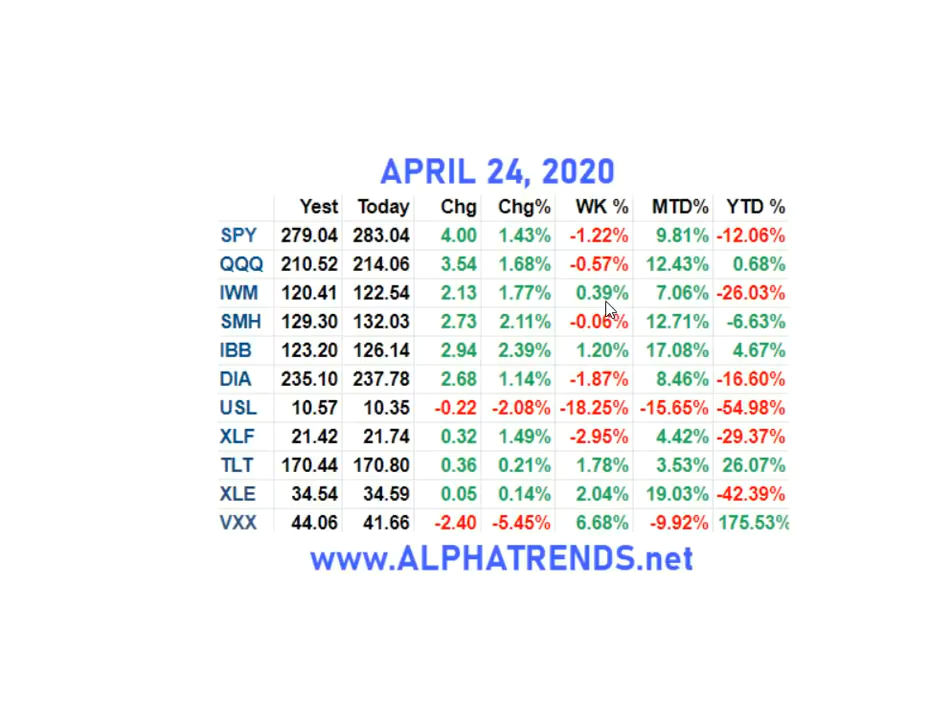 APRIL 24, 2020
Yest Today Chg Chg% WK % MTD% YTD %
SPY 279.04 283.04 4.00 1.43% -1.22% 9.81% -12.06%
QQQ 210.52 214.06 3.54 1.68% -0.57% 12.43% 0.68%
IWM 120.41 122.54 2.13 1.77% 0.39% 7.06% -26.03%
SMH 129.30 132.03 2.73 2.11% -0.06% 12.71% -6.63%
IBB 123.20 126.14 2.94 2.39% 1.20% 17.08% 4.67%
DIA 235.10 237.78 2.68 1.14% -1.87% 8.46% -16.60%
USL 10.57 10.35 -0.22 -2.08% -18.25% -15.65% -54.98%
XLF 21.42 21.74 0.32 1.49% -2.95% 4.42% -29.37%
TLT 170.44 170.80 0.36 0.21% 1.78% 3.53% 26.07%
XLE 34.54 34.59 0.05 0.14% 2.04% 19.03% -42.39%
VXX 44.06 41.66 -2.40 -5.45% 6.68% -9.92% 175.53%
www.ALPHATRENDS.net